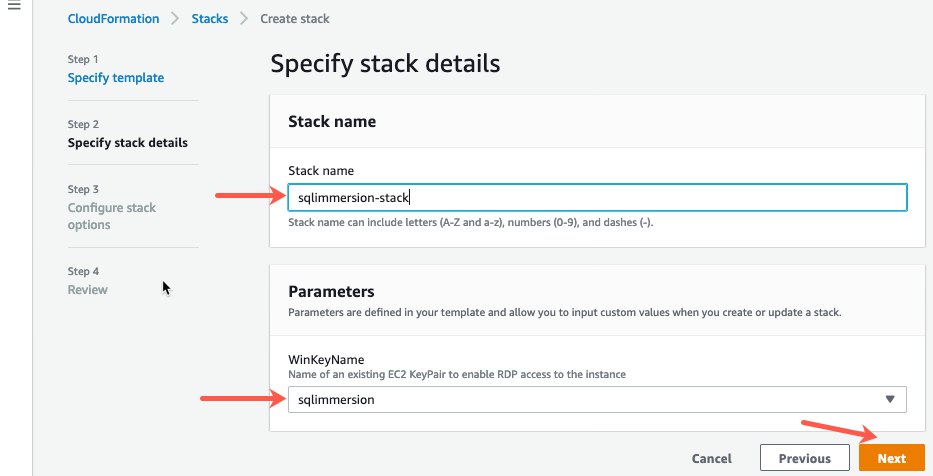 CloudFormation > Stacks > Create stack
Step 1
Specify template
Step 2
Specify stack details
Step 3
Configure stack
options
Step 4
Review
Specify stack details
Stack name
Stack name
sqlimmersion-stack
Stack name can include letters (A-Z and a-z), numbers (0-9), and dashes (-).
Parameters
Parameters are defined in your template and allow you to input custom values when you create or update a stack.
WinKeyName
Name of an existing EC2 KeyPair to enable RDP access to the instance
sqlimmersion
Cancel
Previous
Next